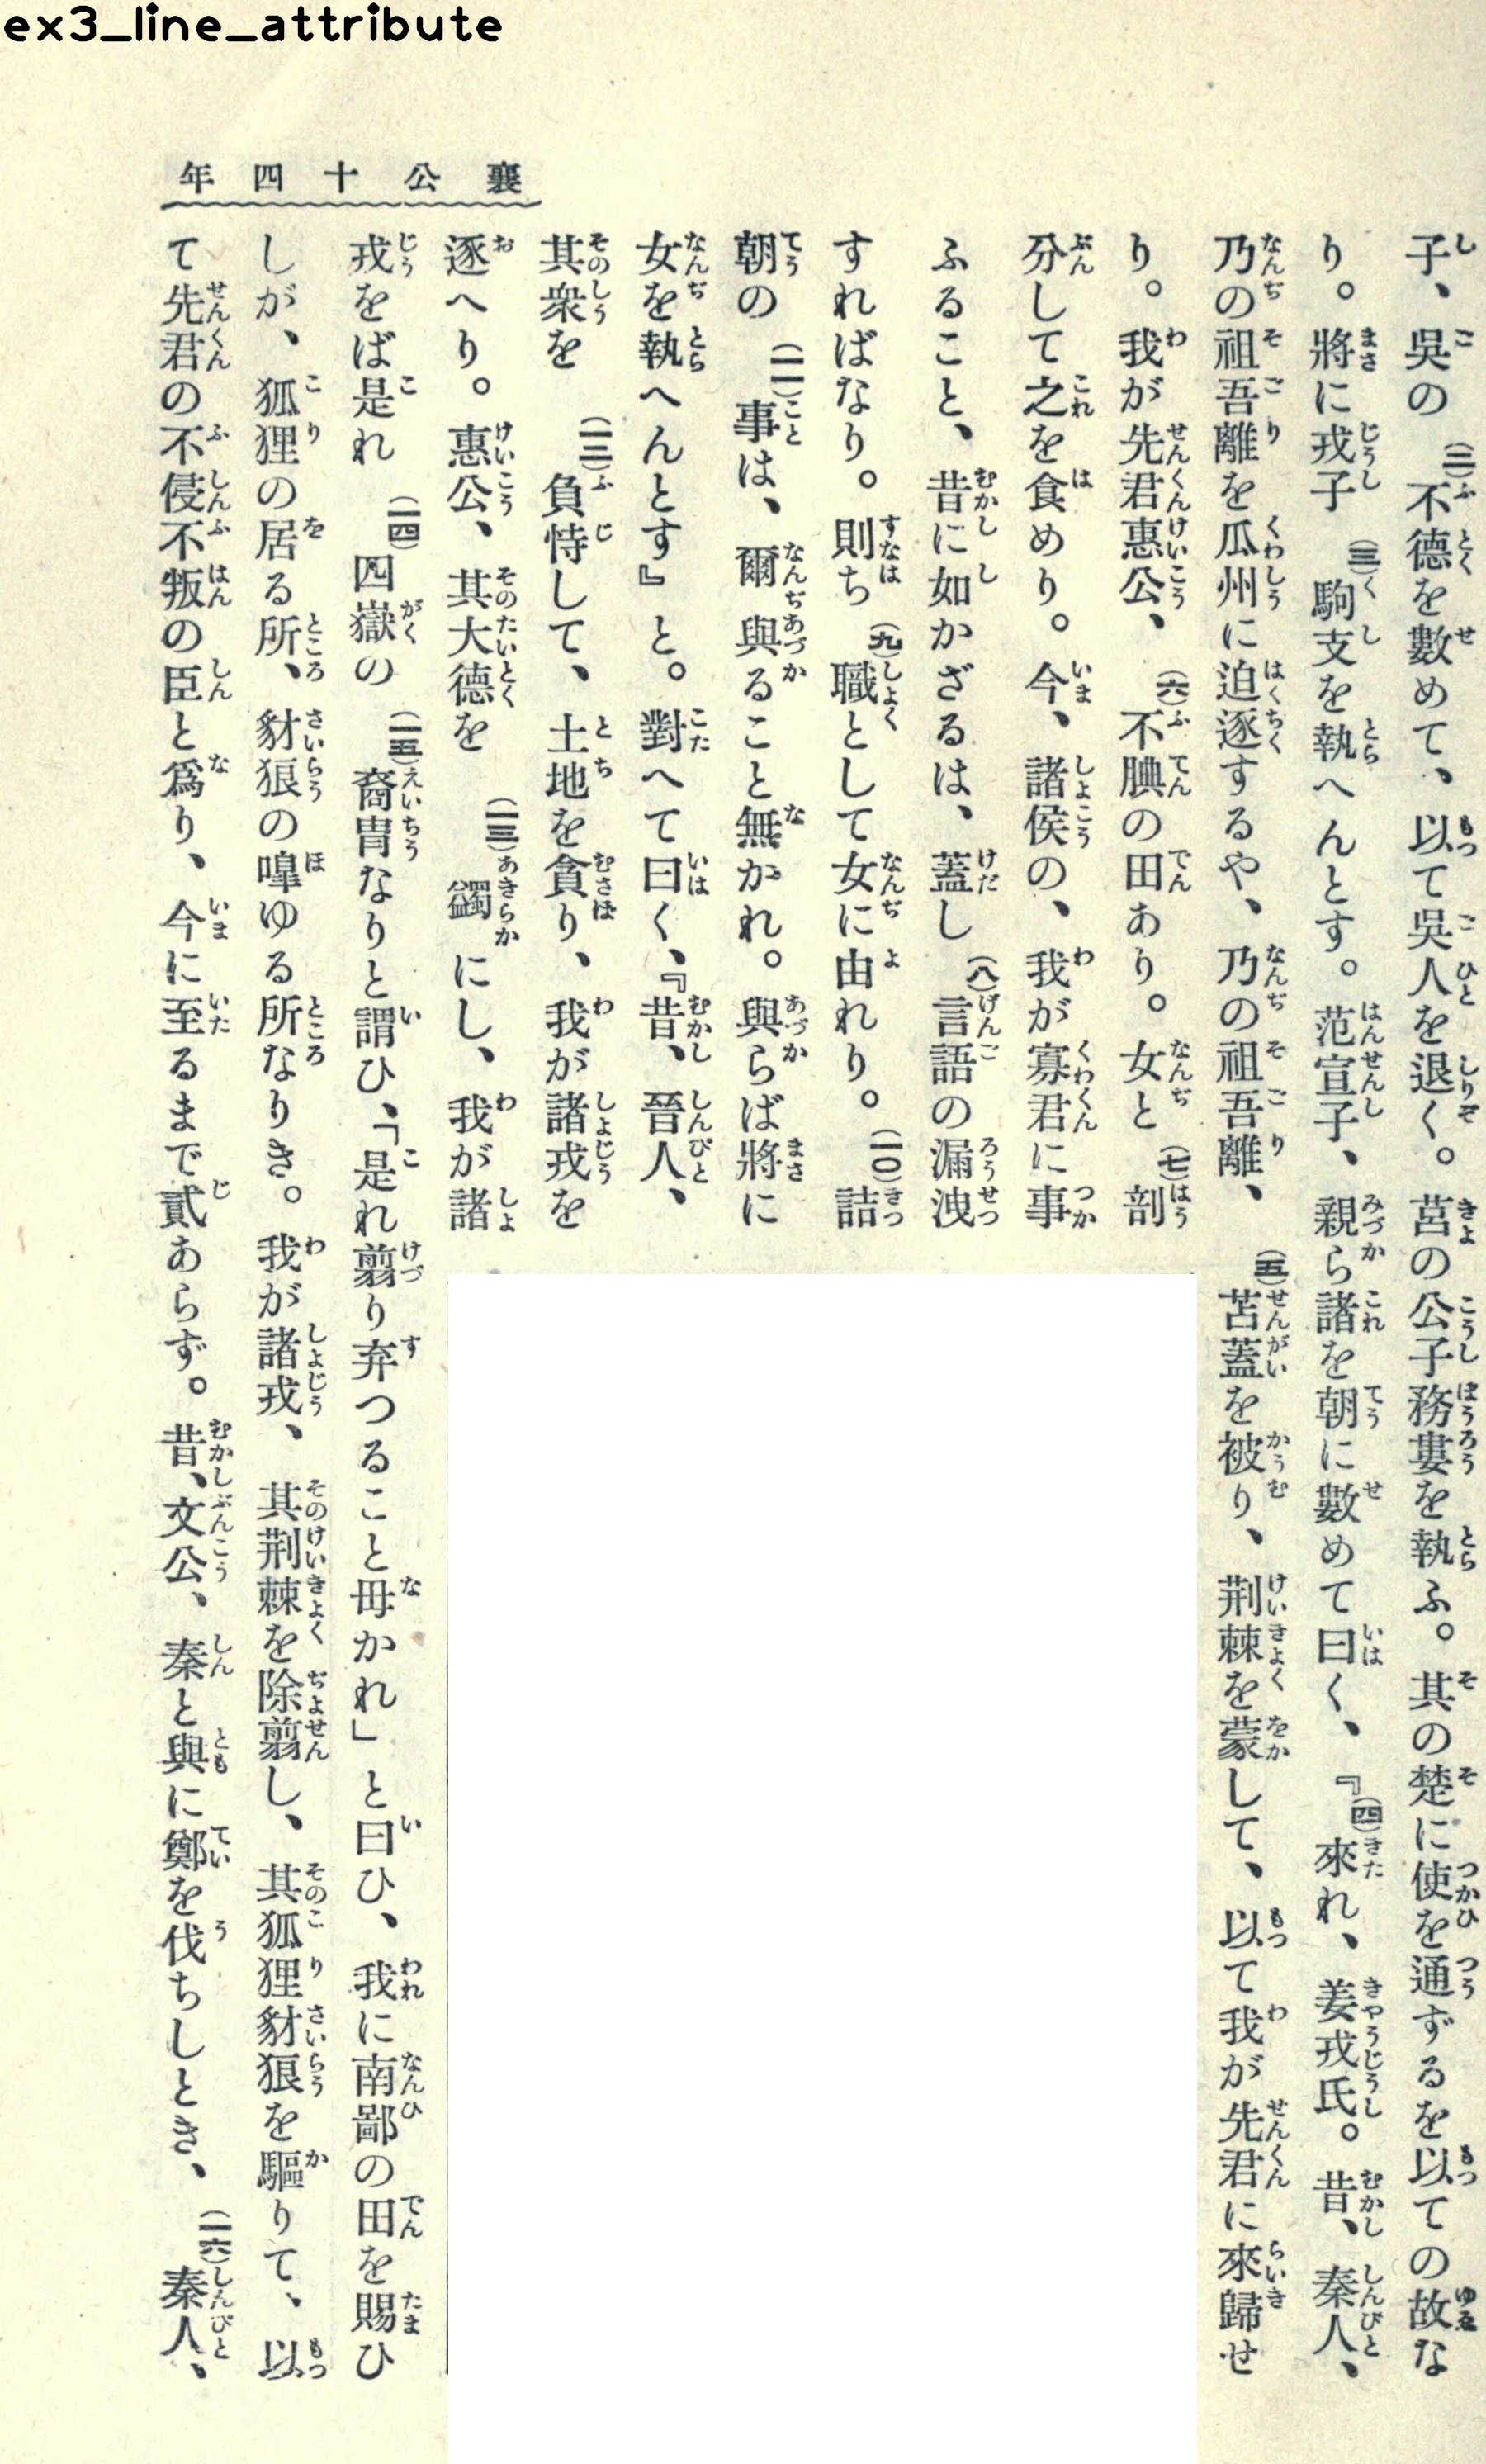 ex3_line_attribute
襄公十四年
子、吳の(二)不德を數めて、以て吳人を退く。莒の公子務婁を執ふ。其の楚に使を通ずるを以ての故な
り。將に戎子(三)駒支を執へんとす。范宣子、親ら諸を朝に數めて曰く、『(四)來れ、姜戎氏。昔、秦人、
乃の祖吾離を瓜州に迫逐するや、乃の祖吾離、(五)苫蓋を被り、荆棘を蒙して、以て我が先君に來歸せ
り。我が先君惠公、(六)不腆の田あり。女と(七)剖
分して之を食めり。今、諸侯の、我が寡君に事
ふること、昔に如かざるは、蓋し(八)言語の漏洩
すればなり。則ち(九)職として女に由れり。(一〇)詰
朝の(一一)事は、爾與ること無かれ。與らば將に
女を執へんとす』と。對へて曰く、『昔、晉人、
其衆を(一二)負恃して、土地を貪り、我が諸戎を
逐へり。惠公、其大德を(一三)蠲にし、我が諸
戎をば是れ(一四)四嶽の(一五)裔冑なりと謂ひ、「是れ翦り弃つること毋かれ」と曰ひ、我に南鄙の田を賜ひ
しが、狐狸の居る所、豺狼の嘷ゆる所なりき。我が諸戎、其荆棘を除翦し、其狐狸豺狼を驅りて、以
て先君の不侵不叛の臣と爲り、今に至るまで貳あらず。昔、文公、秦と與に鄭を伐ちしとき、(一六)秦人、